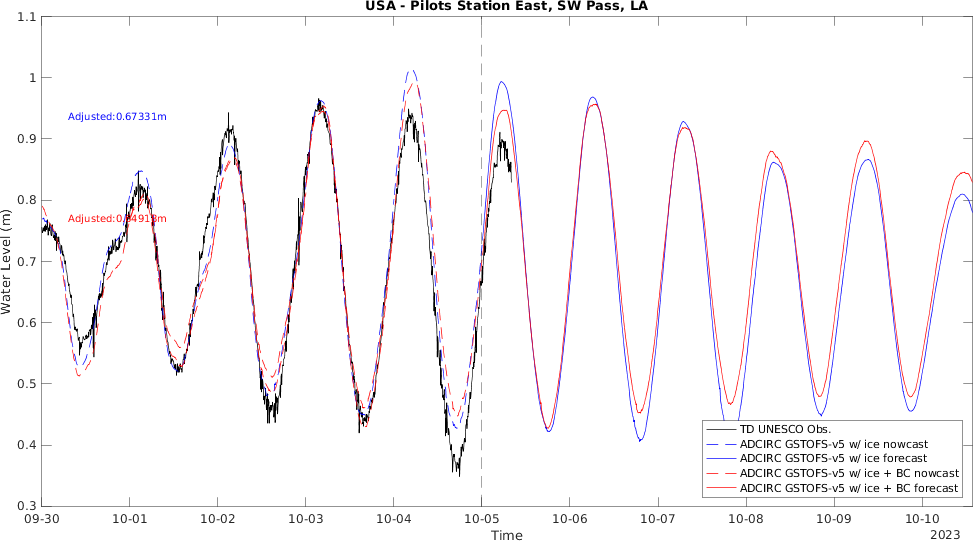 USA - Pilots Station East, SW Pass, LA
1.1
1
0.9
0.8
0.7
0.6
0.5
0.4
0.3
Water Level (m)
Adjusted:0.67331m
TD UNESCO Obs.
ADCIRC GSTOFS-v5 w/ ice nowcast
ADCIRC GSTOFS-v5 w/ ice forecast
ADCIRC GSTOFS-v5 w/ ice + BC nowcast
ADCIRC GSTOFS-v5 w/ ice + BC forecast
09-30 10-01 10-02 10-03 10-04 10-05 10-06 10-07 10-08 10-09 10-10
Time
2023